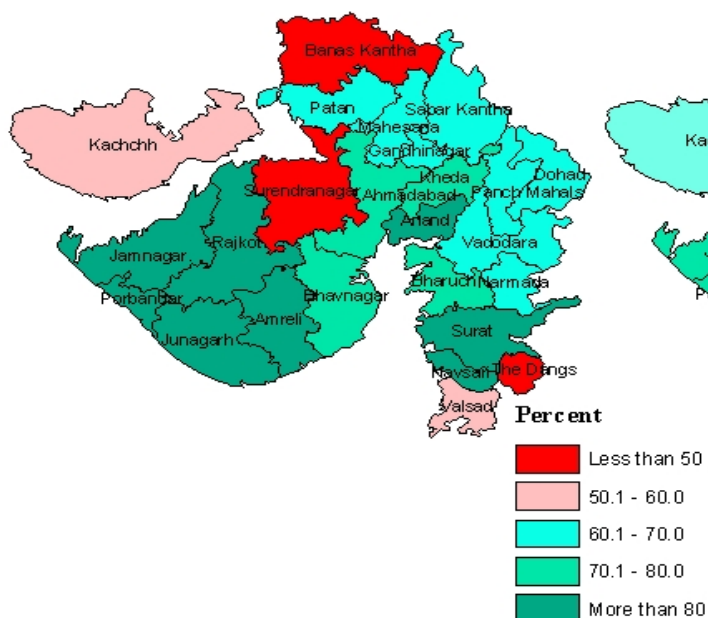 Banas Kantha
Patan
Sabar Kantha
Mahesana
Kachchh
Gandhinagar
Kheda
Dohad
Surendranagar
Ahmadabad
Panch Mahals
Anand
Rajkot
Vadodara
Jamnagar
Bharuch
Narmada
Porbandar
Bhavnagar
Amreli
Junagarh
Surat
Navsari
The Dangs
Valsad
Percent
Less than 50
50.1 - 60.0
60.1 - 70.0
70.1 - 80.0
More than 80